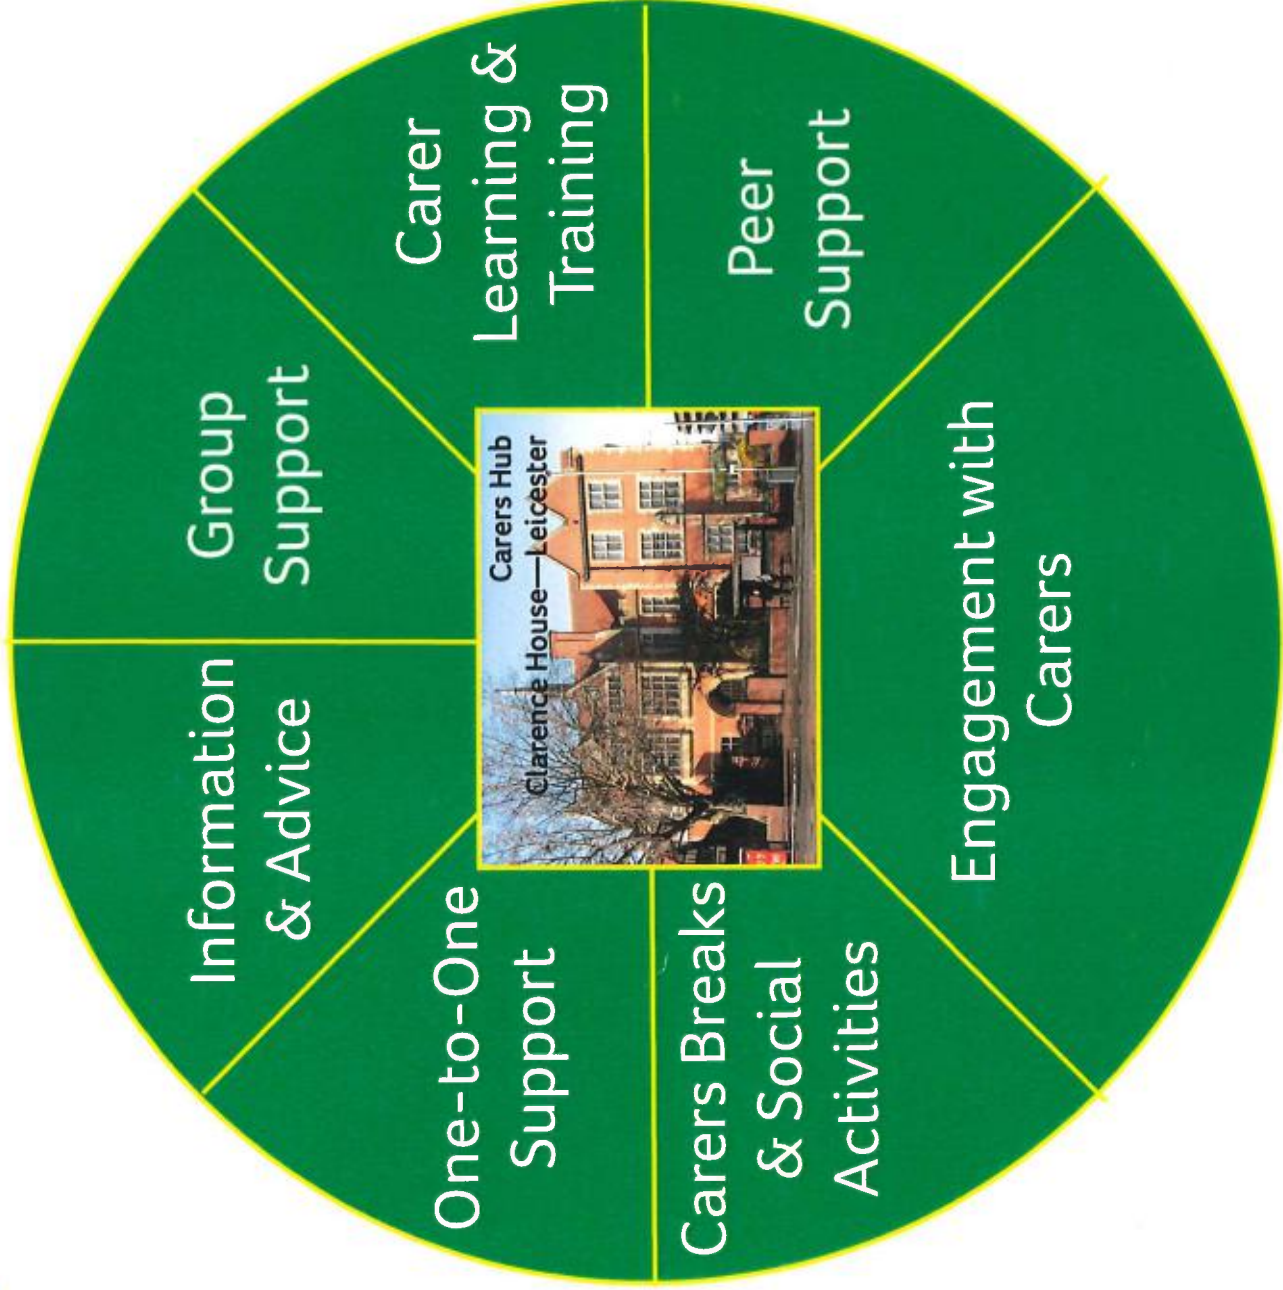 Information
& Advice
Group
Support
One-to-One
Support
Carer
Learning &
Training
Carers Hub
Clarence House—Leicester
Carers Breaks
& Social
Activities
Peer
Support
Engagement with
Carers